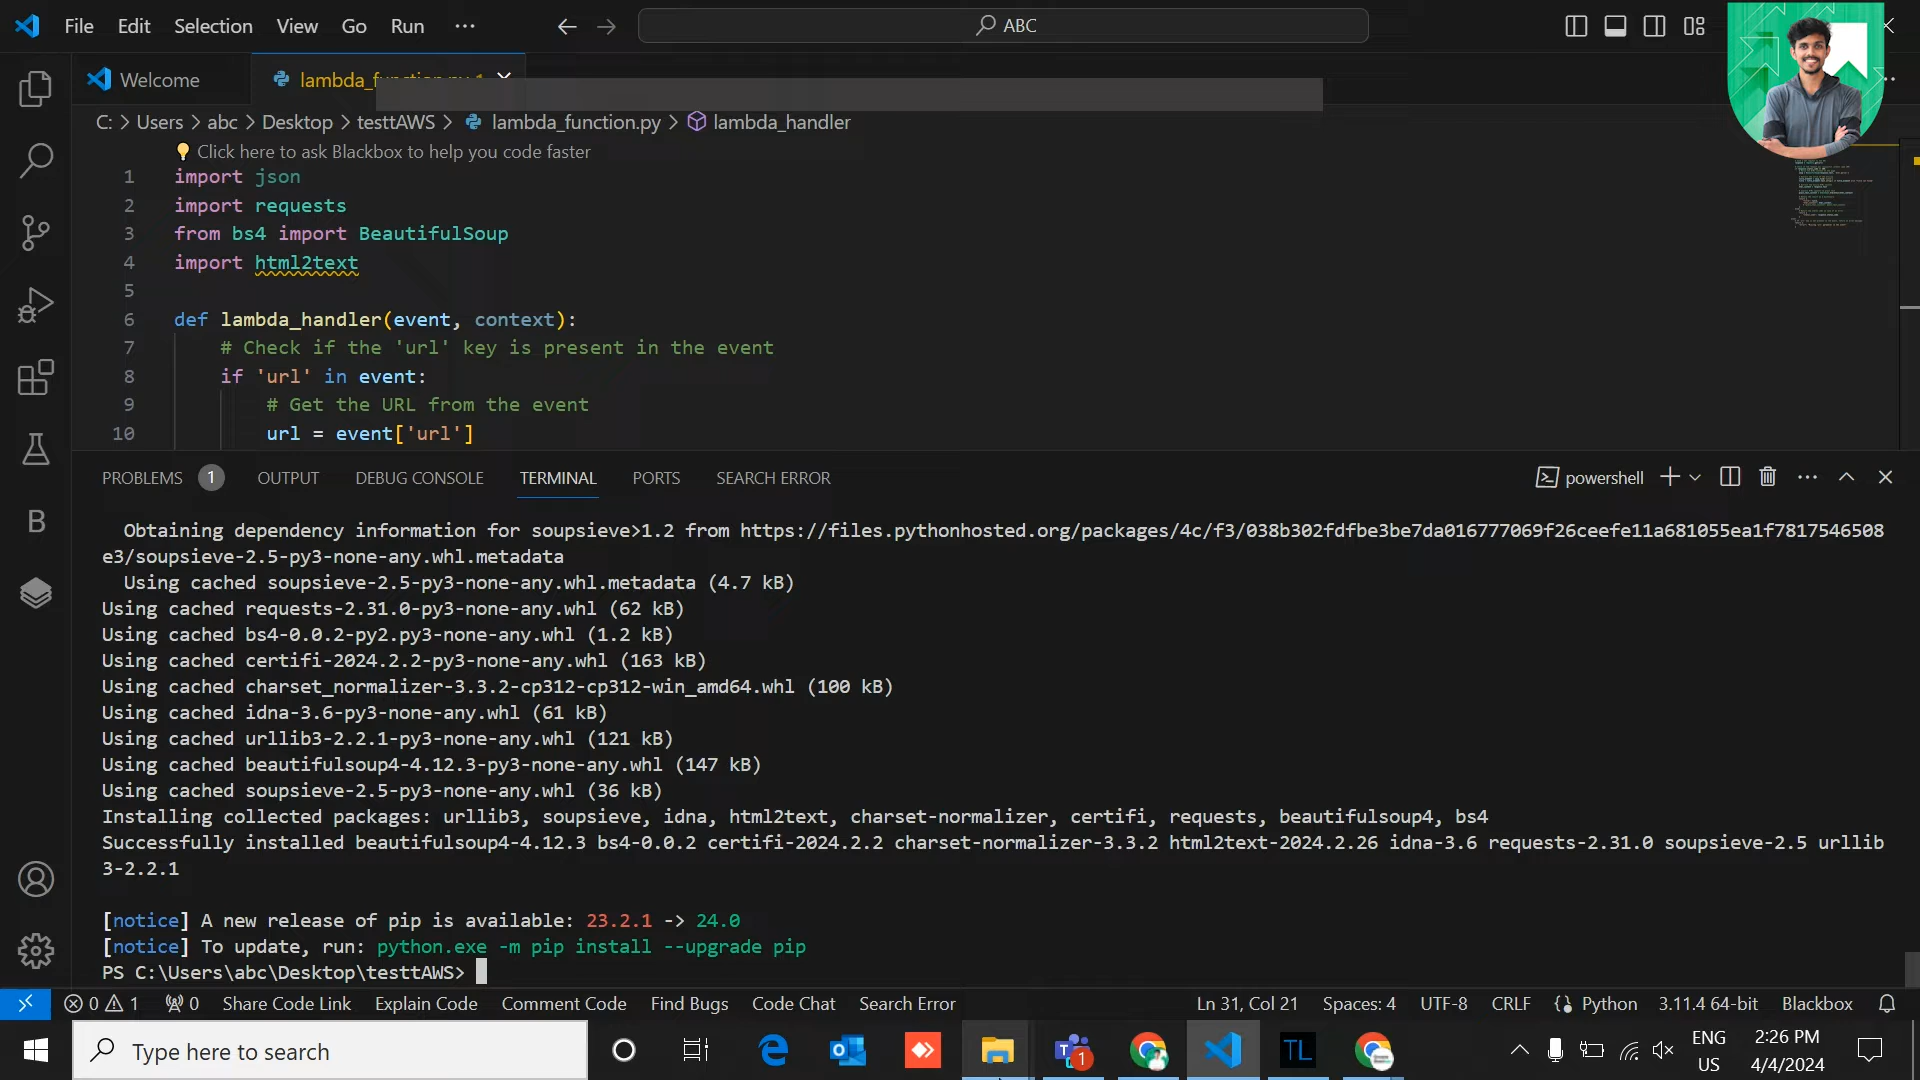 File Edit Selection View Go Run ··· ABC
Welcome lambda_function.py 1
C: > Users > abc > Desktop > testtAWS > lambda_function.py > lambda_handler
Click here to ask Blackbox to help you code faster
1 import json
2 import requests
3 from bs4 import BeautifulSoup
4 import html2text
5
6 def lambda_handler(event, context):
7 # Check if the 'url' key is present in the event
8 if 'url' in event:
9 # Get the URL from the event
10 url = event['url']
PROBLEMS 1 OUTPUT DEBUG CONSOLE TERMINAL PORTS SEARCH ERROR powershell
Obtaining dependency information for soupsieve>1.2 from https://files.pythonhosted.org/packages/4c/f3/038b302fdfbe3be7da016777069f26ceefe11a681055ea1f7817546508
e3/soupsieve-2.5-py3-none-any.whl.metadata
Using cached soupsieve-2.5-py3-none-any.whl.metadata (4.7 kB)
Using cached requests-2.31.0-py3-none-any.whl (62 kB)
Using cached bs4-0.0.2-py2.py3-none-any.whl (1.2 kB)
Using cached certifi-2024.2.2-py3-none-any.whl (163 kB)
Using cached charset_normalizer-3.3.2-cp312-cp312-win_amd64.whl (100 kB)
Using cached idna-3.6-py3-none-any.whl (61 kB)
Using cached urllib3-2.2.1-py3-none-any.whl (121 kB)
Using cached beautifulsoup4-4.12.3-py3-none-any.whl (147 kB)
Using cached soupsieve-2.5-py3-none-any.whl (36 kB)
Installing collected packages: urllib3, soupsieve, idna, html2text, charset-normalizer, certifi, requests, beautifulsoup4, bs4
Successfully installed beautifulsoup4-4.12.3 bs4-0.0.2 certifi-2024.2.2 charset-normalizer-3.3.2 html2text-2024.2.26 idna-3.6 requests-2.31.0 soupsieve-2.5 urllib
3-2.2.1
[notice] A new release of pip is available: 23.2.1 -> 24.0
[notice] To update, run: python.exe -m pip install --upgrade pip
PS C:\Users\abc\Desktop\testtAWS>
0 1 0 Share Code Link Explain Code Comment Code Find Bugs Code Chat Search Error Ln 31, Col 21 Spaces: 4 UTF-8 CRLF Python 3.11.4 64-bit Blackbox
Type here to search 1 TL ENG 2:26 PM
US 4/4/2024